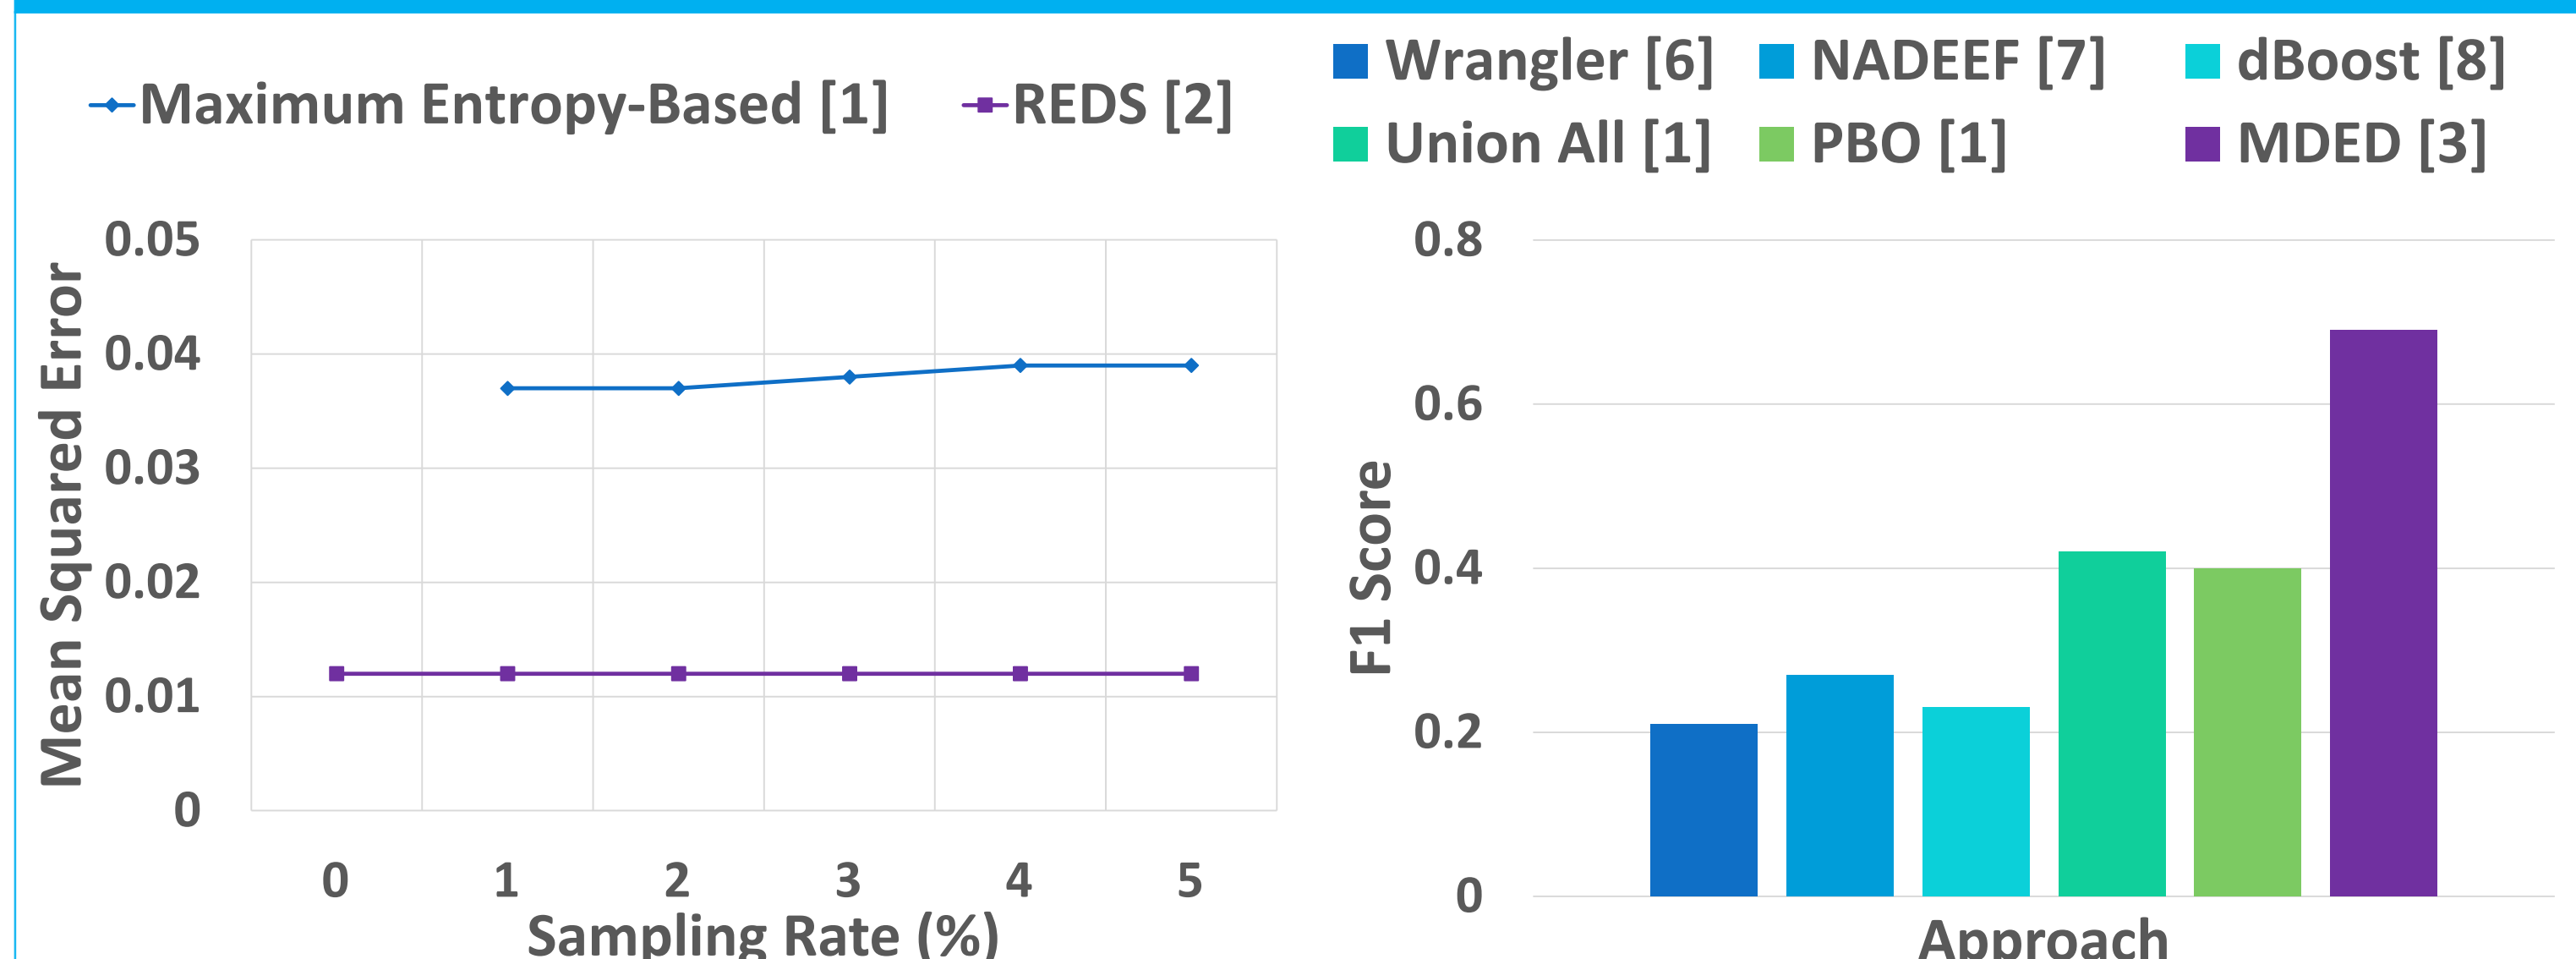 Maximum Entropy-Based [1] REDS [2]
Mean Squared Error
0.05
0.04
0.03
0.02
0.01
0
0 1 2 3 4 5
Sampling Rate (%)
Wrangler [6] NADEEF [7] dBoost [8]
Union All [1] PBO [1] MDED [3]
F1 Score
0.8
0.6
0.4
0.2
0
Approach